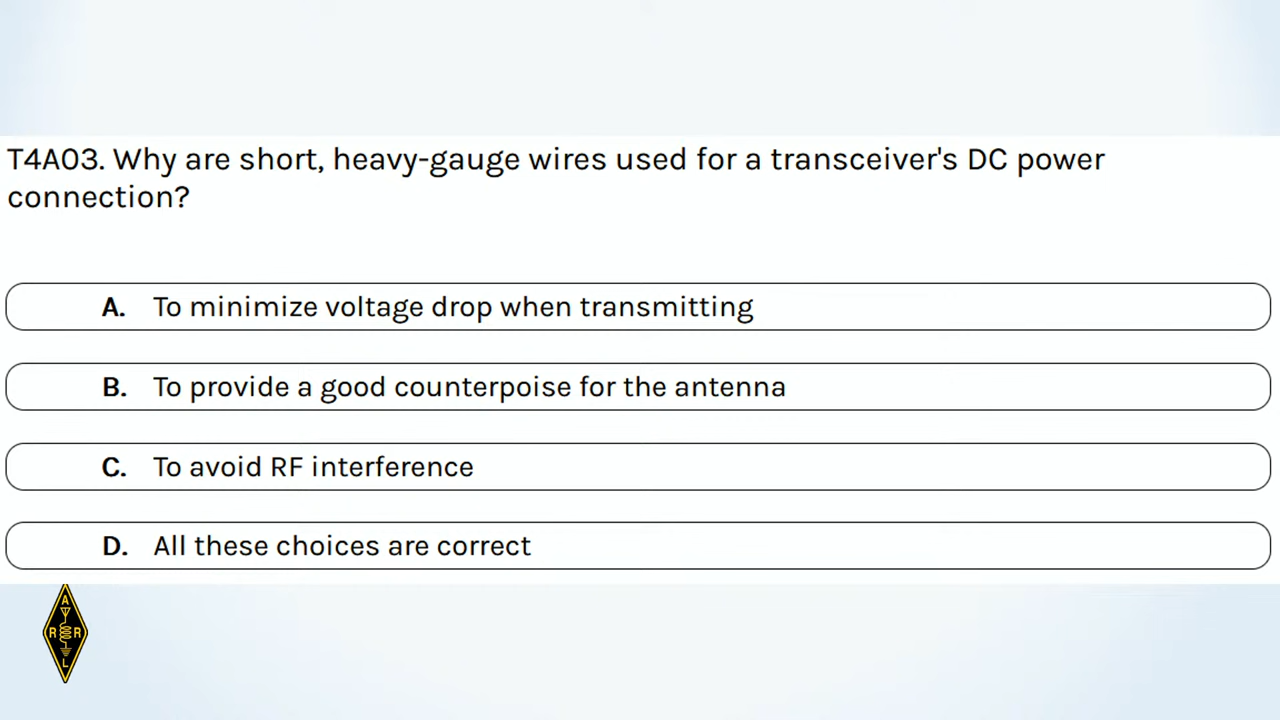 T4A03. Why are short, heavy-gauge wires used for a transceiver's DC power
connection?
A. To minimize voltage drop when transmitting
B. To provide a good counterpoise for the antenna
C. To avoid RF interference
D. All these choices are correct
A
R R
L